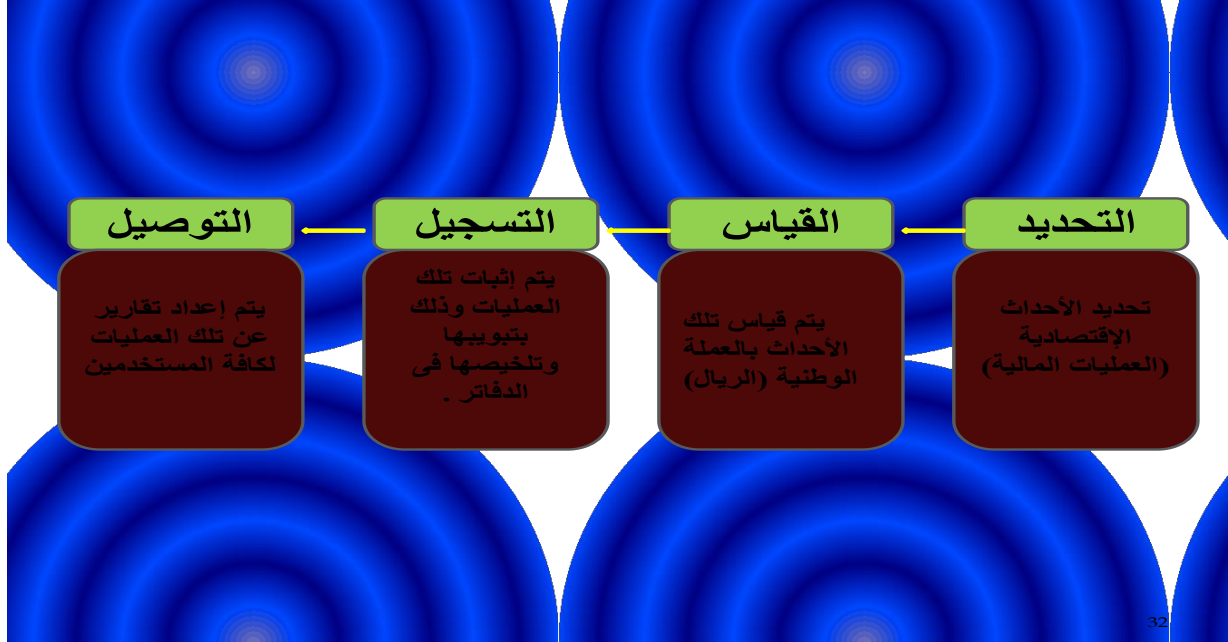 التحديد
تحديد الأحداث
الإقتصادية
(العمليات المالية)
القياس
يتم قياس تلك
الأحداث بالعملة
الوطنية (الريال)
التسجيل
يتم إثبات تلك
العمليات وذلك
بتبويبها
وتلخيصها فى
الدفاتر .
التوصيل
يتم إعداد تقارير
عن تلك العمليات
لكافة المستخدمين
32